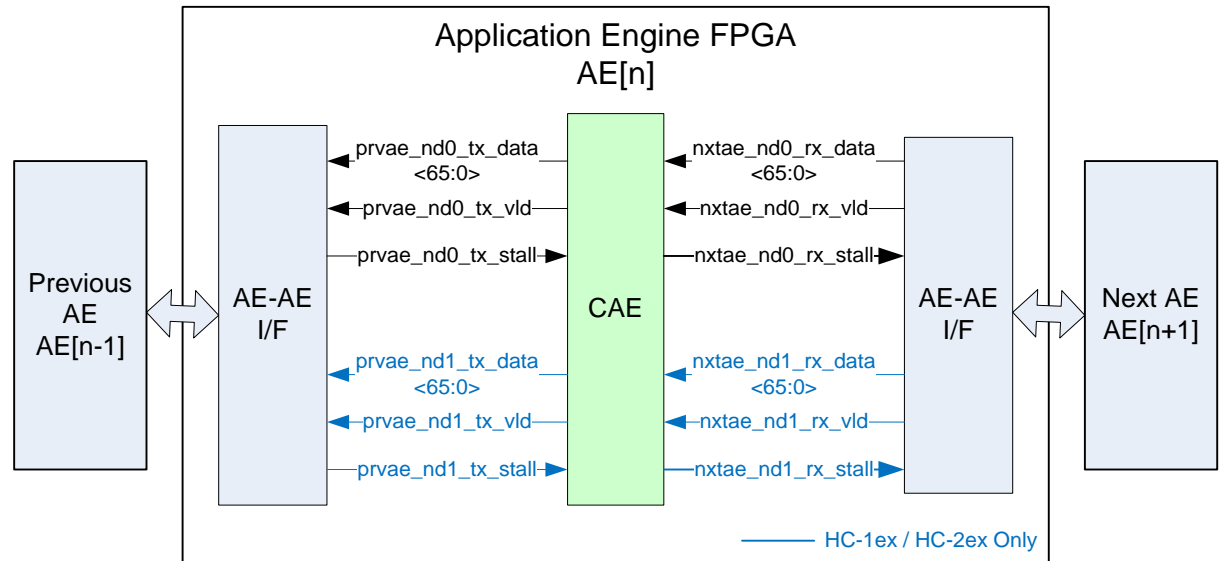 Application Engine FPGA
AE[n]
prvae_nd0_tx_data
<65:0>
nxtae_nd0_rx_data
<65:0>
prvae_nd0_tx_vld
nxtae_nd0_rx_vld
prvae_nd0_tx_stall
nxtae_nd0_rx_stall
Previous
AE
AE[n-1]
AE-AE
I/F
CAE
AE-AE
I/F
Next AE
AE[n+1]
prvae_nd1_tx_data
<65:0>
nxtae_nd1_rx_data
<65:0>
prvae_nd1_tx_vld
nxtae_nd1_rx_vld
prvae_nd1_tx_stall
nxtae_nd1_rx_stall
HC-1ex / HC-2ex Only